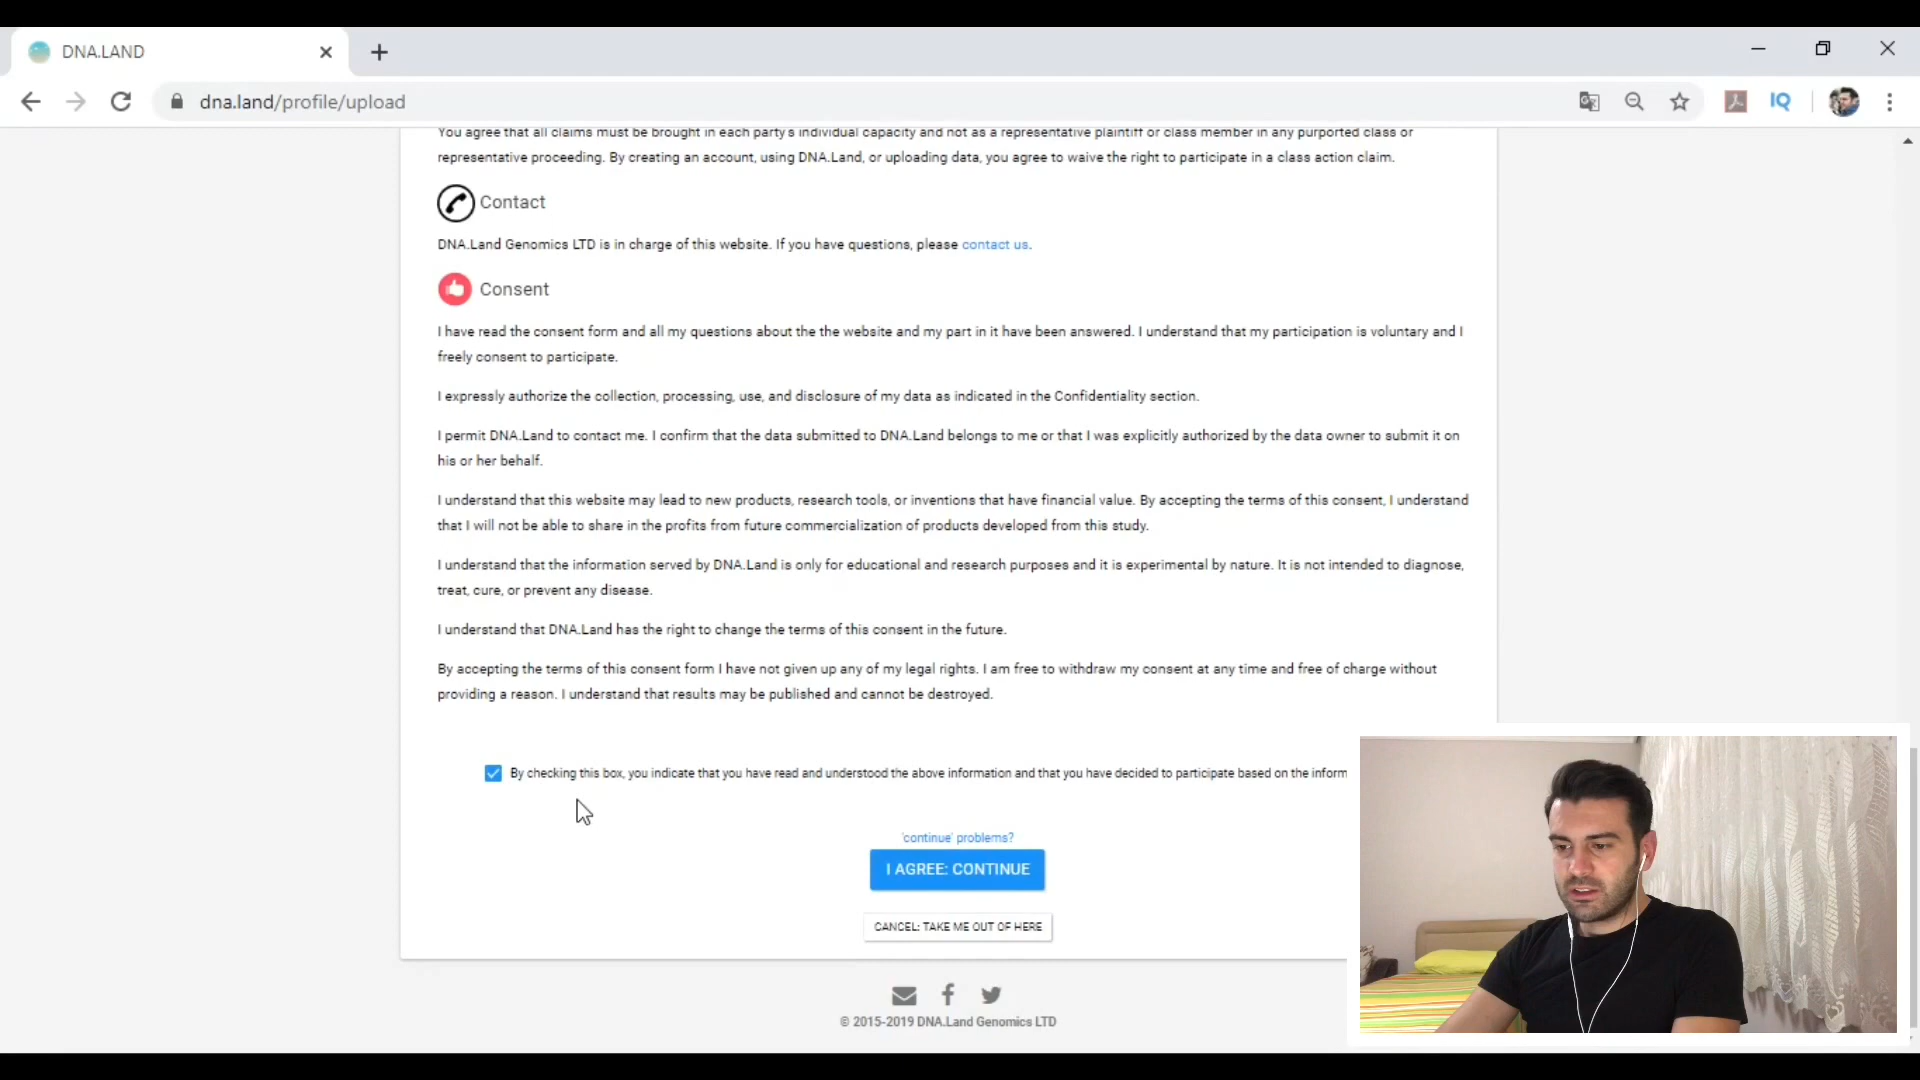 DNA.LAND
dna.land/profile/upload
IQ
You agree that all claims must be brought in each party's individual capacity and not as a representative plaintiff or class member in any purported class or
representative proceeding. By creating an account, using DNA.Land, or uploading data, you agree to waive the right to participate in a class action claim.
Contact
DNA.Land Genomics LTD is in charge of this website. If you have questions, please contact us.
Consent
I have read the consent form and all my questions about the the website and my part in it have been answered. I understand that my participation is voluntary and I
freely consent to participate.
I expressly authorize the collection, processing, use, and disclosure of my data as indicated in the Confidentiality section.
I permit DNA.Land to contact me. I confirm that the data submitted to DNA.Land belongs to me or that I was explicitly authorized by the data owner to submit it on
his or her behalf.
I understand that this website may lead to new products, research tools, or inventions that have financial value. By accepting the terms of this consent, I understand
that I will not be able to share in the profits from future commercialization of products developed from this study.
I understand that the information served by DNA.Land is only for educational and research purposes and it is experimental by nature. It is not intended to diagnose,
treat, cure, or prevent any disease.
I understand that DNA.Land has the right to change the terms of this consent in the future.
By accepting the terms of this consent form I have not given up any of my legal rights. I am free to withdraw my consent at any time and free of charge without
providing a reason. I understand that results may be published and cannot be destroyed.
By checking this box, you indicate that you have read and understood the above information and that you have decided to participate based on the inform
'continue' problems?
I AGREE: CONTINUE
CANCEL: TAKE ME OUT OF HERE
© 2015-2019 DNA.Land Genomics LTD